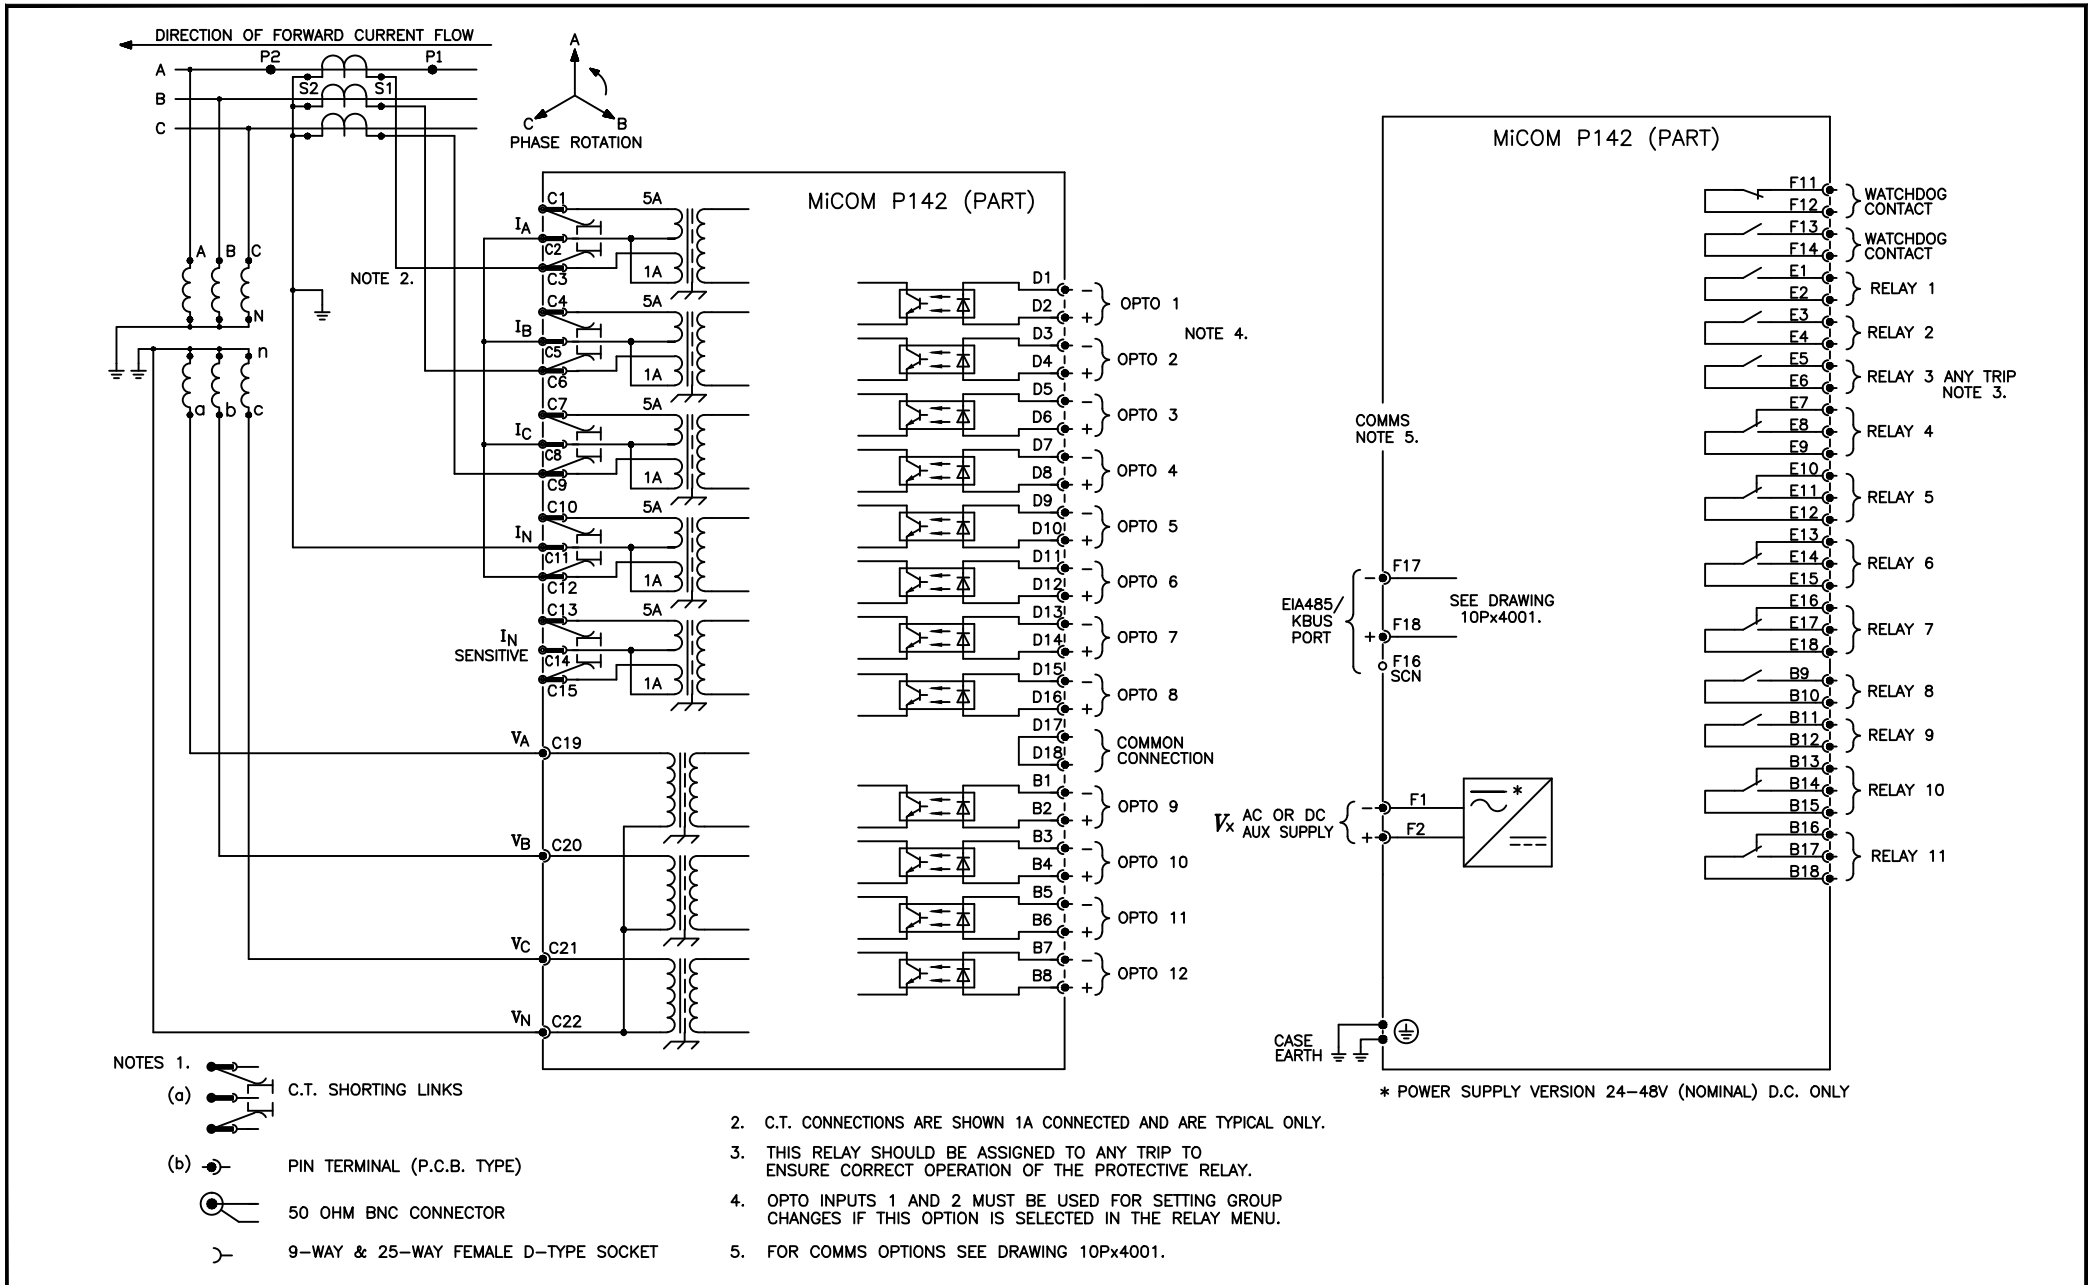 DIRECTION OF FORWARD CURRENT FLOW
A
P2
P1
S2
S1
B
C
A
C
B
PHASE ROTATION
A
B
C
N
n
a
b
c
NOTE 2.
MiCOM P142 (PART)
IA
C1
5A
C2
C3
1A
IB
C4
5A
C5
C6
1A
IC
C7
5A
C8
C9
1A
IN
C10
5A
C11
C12
1A
IN
SENSITIVE
C13
5A
C14
C15
1A
VA
C19
VB
C20
VC
C21
VN
C22
D1
−
D2
+
OPTO 1
NOTE 4.
D3
−
D4
+
OPTO 2
D5
−
D6
+
OPTO 3
D7
−
D8
+
OPTO 4
D9
−
D10
+
OPTO 5
D11
−
D12
+
OPTO 6
D13
−
D14
+
OPTO 7
D15
−
D16
+
OPTO 8
D17
D18
COMMON
CONNECTION
B1
−
B2
+
OPTO 9
B3
−
B4
+
OPTO 10
B5
−
B6
+
OPTO 11
B7
−
B8
+
OPTO 12
MiCOM P142 (PART)
F11
F12
WATCHDOG
CONTACT
F13
F14
WATCHDOG
CONTACT
E1
E2
RELAY 1
E3
E4
RELAY 2
E5
E6
RELAY 3 ANY TRIP
NOTE 3.
E7
E8
E9
RELAY 4
E10
E11
E12
RELAY 5
E13
E14
E15
RELAY 6
E16
E17
E18
RELAY 7
B9
B10
RELAY 8
B11
B12
RELAY 9
B13
B14
B15
RELAY 10
B16
B17
B18
RELAY 11
COMMS
NOTE 5.
EIA485/
KBUS
PORT
−
F17
+
F18
F16
SCN
SEE DRAWING
10Px4001.
Vx
AC OR DC
AUX SUPPLY
−
F1
+
F2
*
CASE
EARTH
* POWER SUPPLY VERSION 24−48V (NOMINAL) D.C. ONLY
NOTES 1.
(a)
C.T. SHORTING LINKS
(b)
PIN TERMINAL (P.C.B. TYPE)
50 OHM BNC CONNECTOR
9−WAY & 25−WAY FEMALE D−TYPE SOCKET
2. C.T. CONNECTIONS ARE SHOWN 1A CONNECTED AND ARE TYPICAL ONLY.
3. THIS RELAY SHOULD BE ASSIGNED TO ANY TRIP TO
ENSURE CORRECT OPERATION OF THE PROTECTIVE RELAY.
4. OPTO INPUTS 1 AND 2 MUST BE USED FOR SETTING GROUP
CHANGES IF THIS OPTION IS SELECTED IN THE RELAY MENU.
5. FOR COMMS OPTIONS SEE DRAWING 10Px4001.